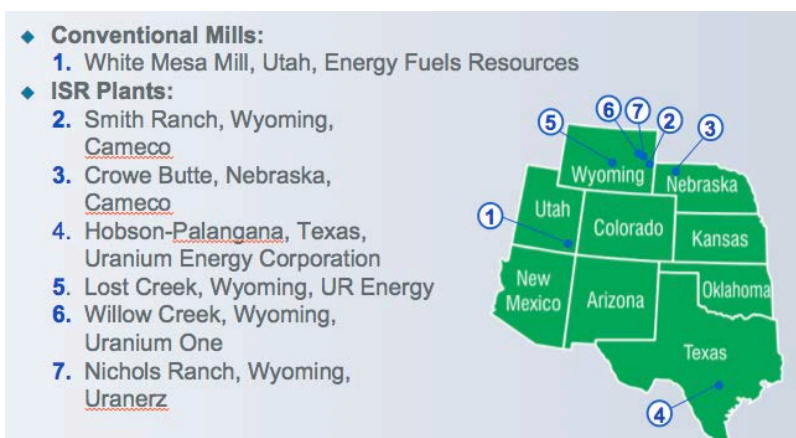 Conventional Mills:
1. White Mesa Mill, Utah, Energy Fuels Resources
ISR Plants:
2. Smith Ranch, Wyoming,
Cameco
3. Crowe Butte, Nebraska,
Cameco
4. Hobson-Palangana, Texas,
Uranium Energy Corporation
5. Lost Creek, Wyoming, UR Energy
6. Willow Creek, Wyoming,
Uranium One
7. Nichols Ranch, Wyoming,
Uranerz
6
7
5
2
3
Wyoming
Nebraska
Utah
1
Colorado
Kansas
New
Mexico
Arizona
Oklahoma
Texas
4